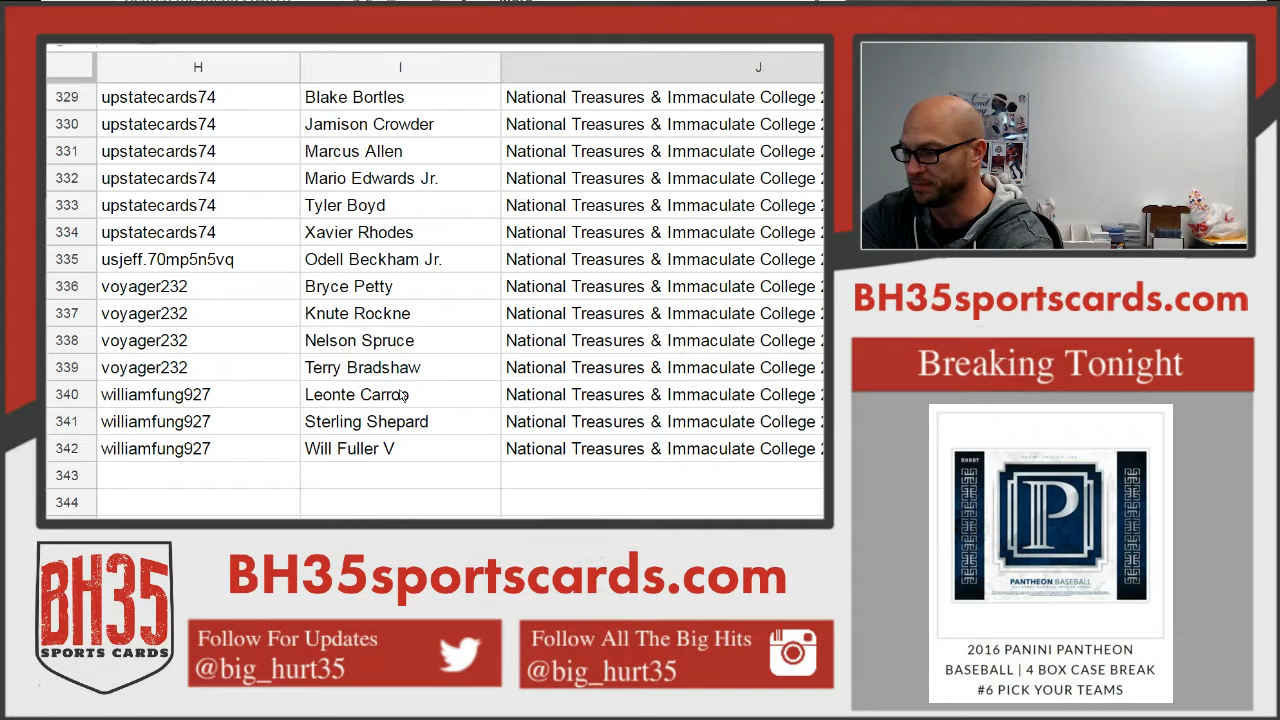 H I J
329 upstatecards74 Blake Bortles National Treasures & Immaculate College
330 upstatecards74 Jamison Crowder National Treasures & Immaculate College
331 upstatecards74 Marcus Allen National Treasures & Immaculate College
332 upstatecards74 Mario Edwards Jr. National Treasures & Immaculate College
333 upstatecards74 Tyler Boyd National Treasures & Immaculate College
334 upstatecards74 Xavier Rhodes National Treasures & Immaculate College
335 usjeff.70mp5n5vq Odell Beckham Jr. National Treasures & Immaculate College
336 voyager232 Bryce Petty National Treasures & Immaculate College
337 voyager232 Knute Rockne National Treasures & Immaculate College
338 voyager232 Nelson Spruce National Treasures & Immaculate College
339 voyager232 Terry Bradshaw National Treasures & Immaculate College
340 williamfung927 Leonte Carroo National Treasures & Immaculate College
341 williamfung927 Sterling Shepard National Treasures & Immaculate College
342 williamfung927 Will Fuller V National Treasures & Immaculate College
343
344
BH35sportscards.com
Breaking Tonight
HOBBY
P
PANTHEON BASEBALL
2016 PANINI PANTHEON
BASEBALL | 4 BOX CASE BREAK
#6 PICK YOUR TEAMS
BH35
SPORTS CARDS
BH35sportscards.com
Follow For Updates
@big_hurt35
Follow All The Big Hits
@big_hurt35